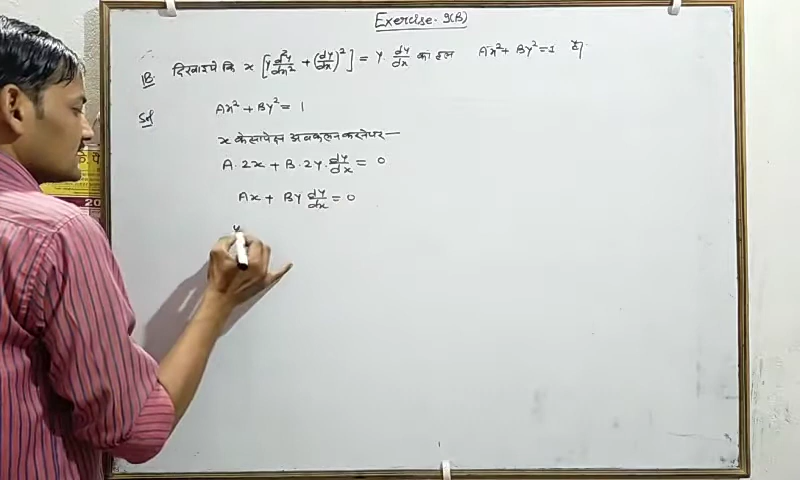 Exercise-9(B)
18. दिखाइये कि x [y d²y/dx² + (dy/dx)²] = y. dy/dx का हल Ax² + By² = 1 है|
Sol Ax² + By² = 1
x के सापेक्ष अवकलन करने पर—
A. 2x + B. 2y. dy/dx = 0
Ax + By dy/dx = 0